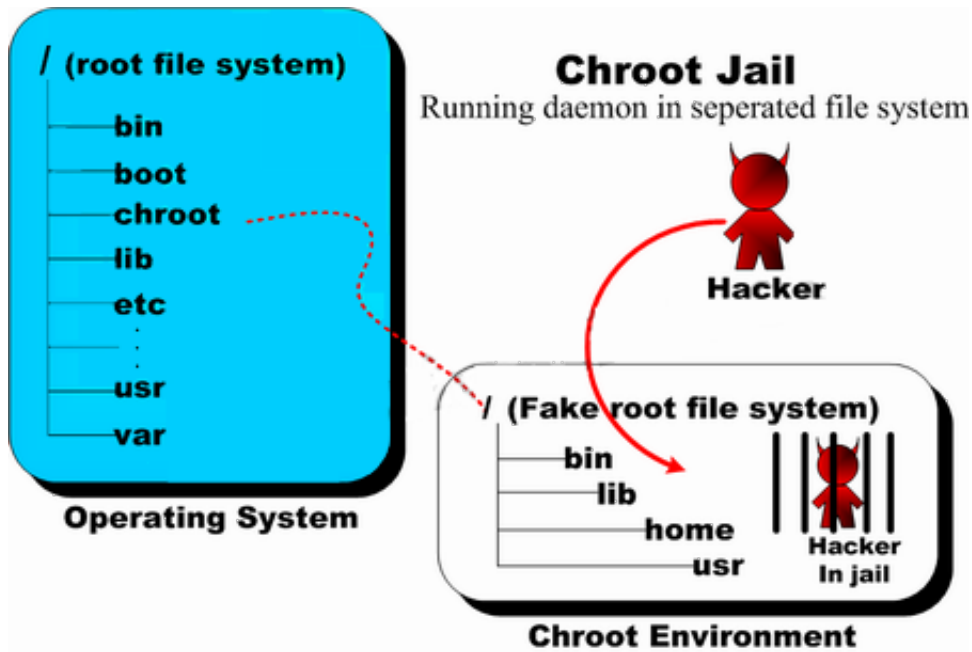 / (root file system)
bin
boot
chroot
lib
etc
usr
var
Operating System
Chroot Jail
Running daemon in seperated file system
Hacker
/ (Fake root file system)
bin
lib
home
usr
Hacker
In jail
Chroot Environment